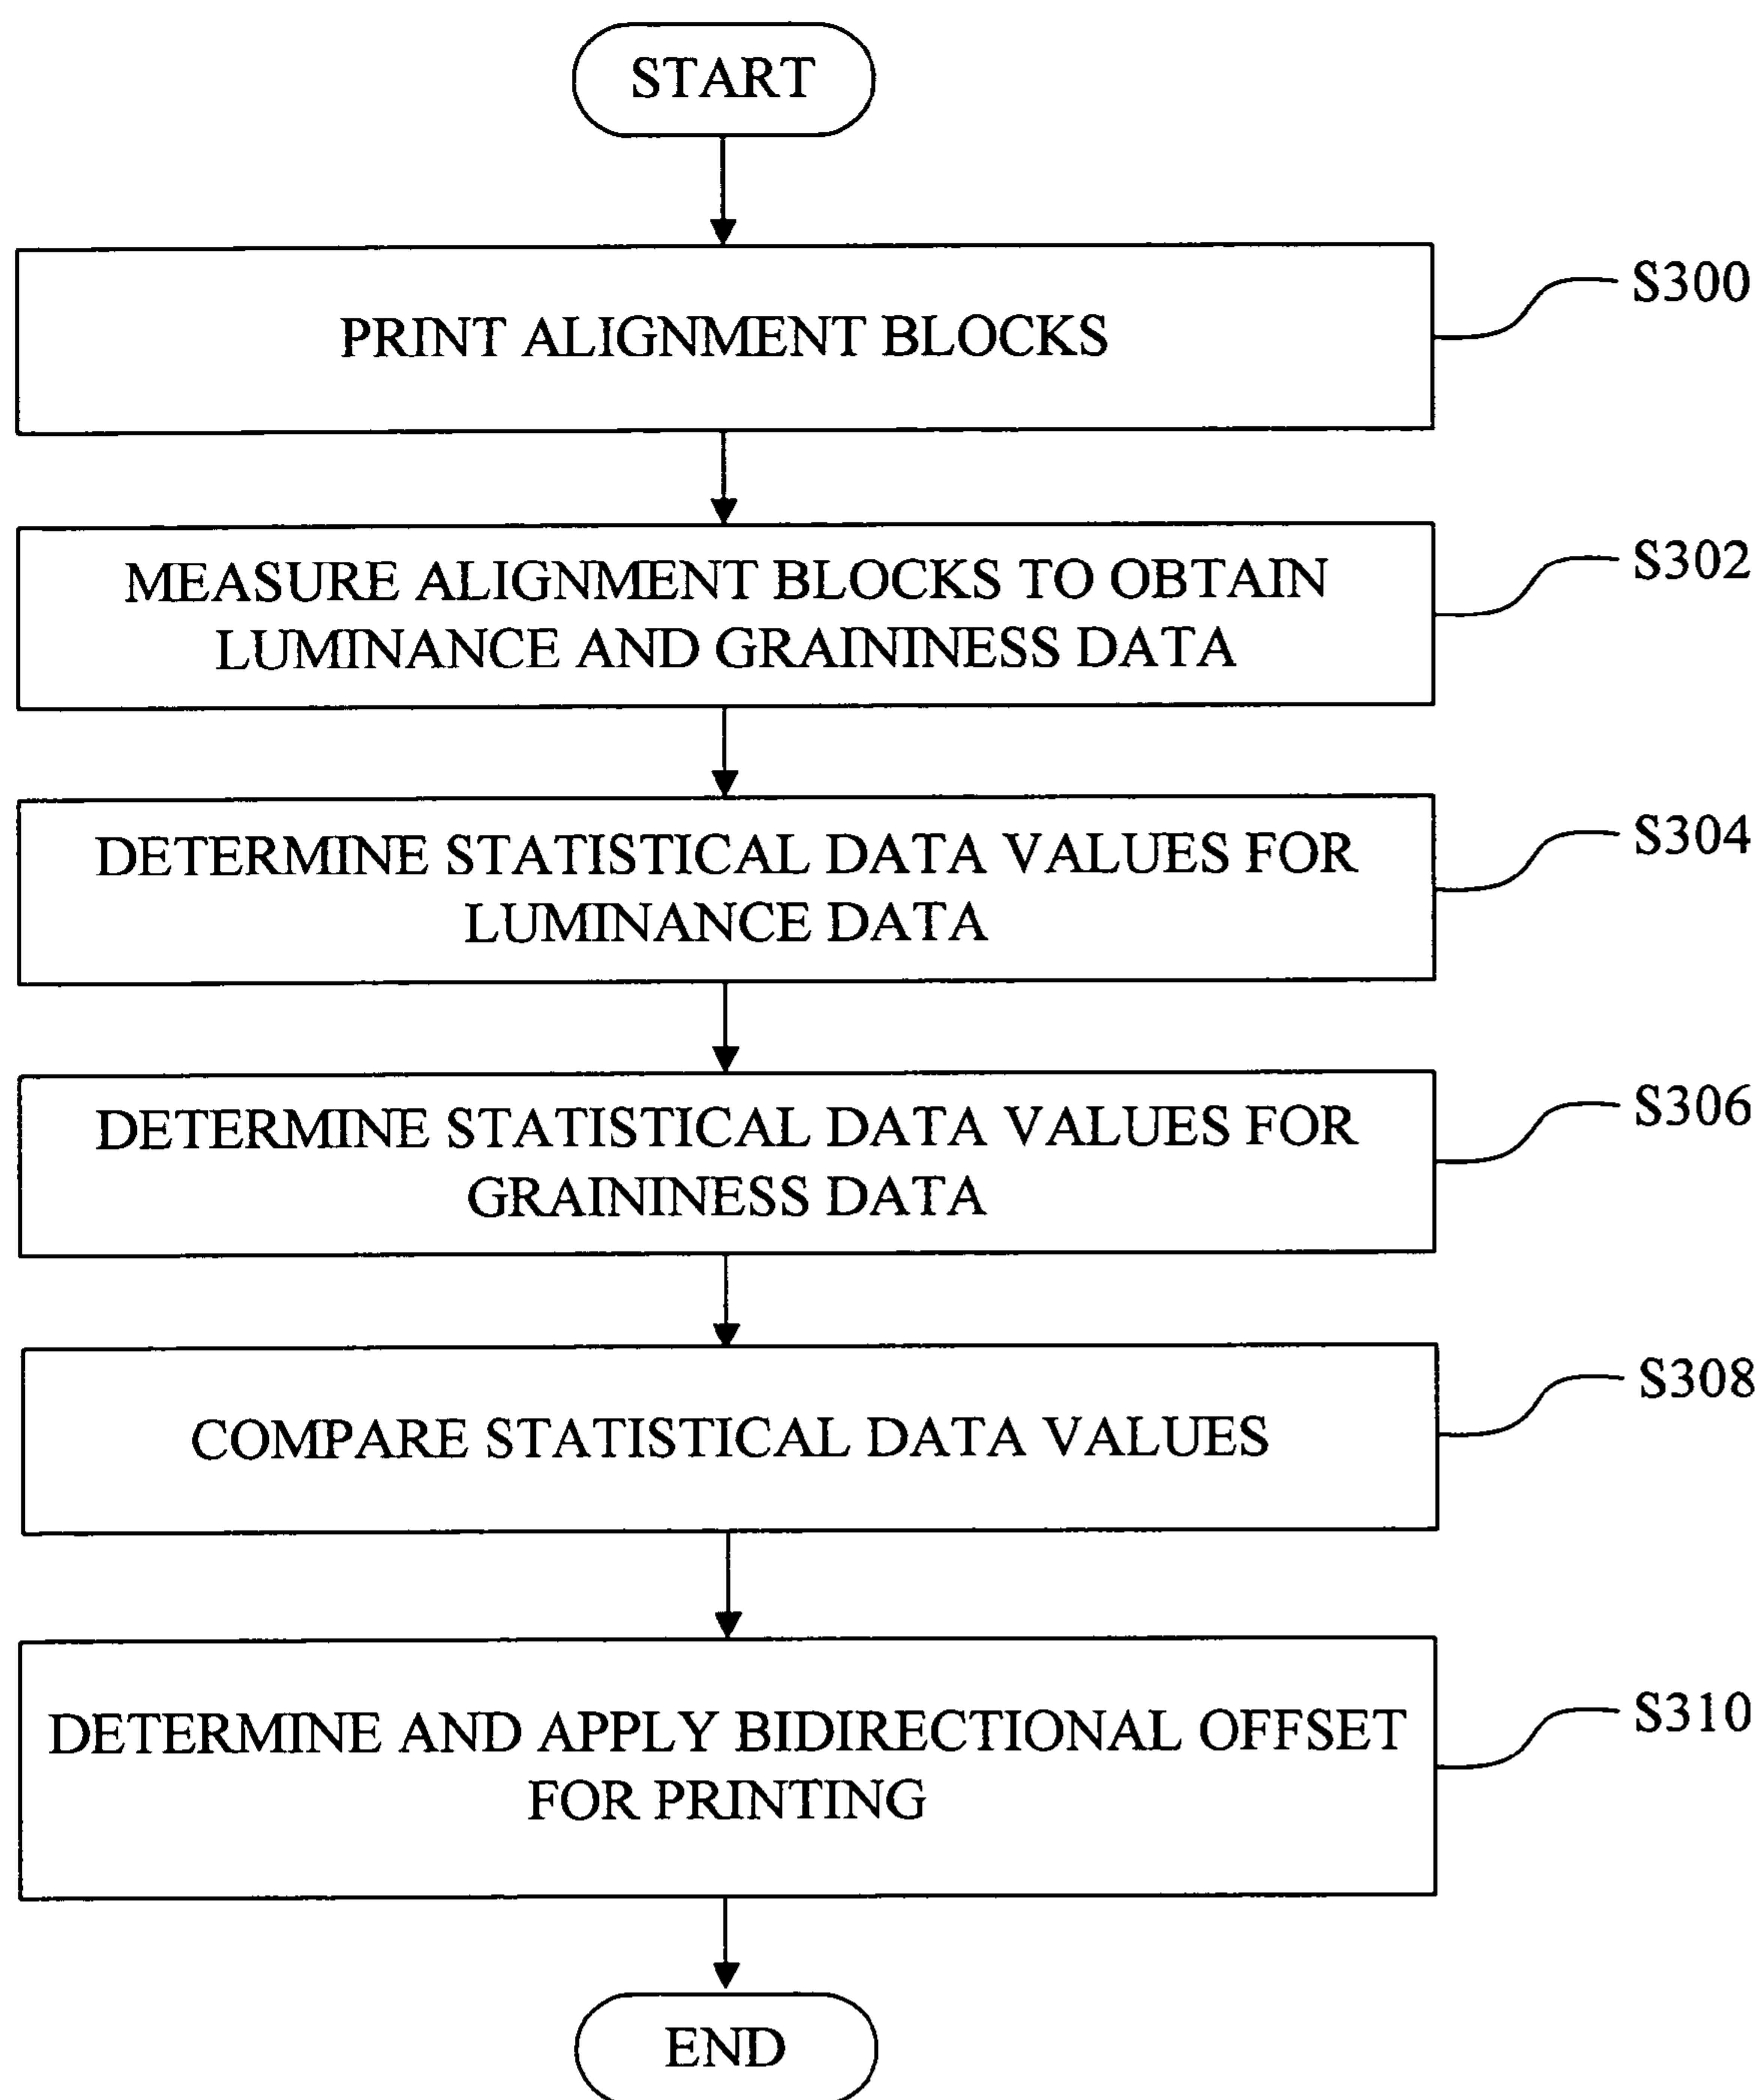 START
PRINT ALIGNMENT BLOCKS
S300
MEASURE ALIGNMENT BLOCKS TO OBTAIN
LUMINANCE AND GRAININESS DATA
S302
DETERMINE STATISTICAL DATA VALUES FOR
LUMINANCE DATA
S304
DETERMINE STATISTICAL DATA VALUES FOR
GRAININESS DATA
S306
COMPARE STATISTICAL DATA VALUES
S308
DETERMINE AND APPLY BIDIRECTIONAL OFFSET
FOR PRINTING
S310
END